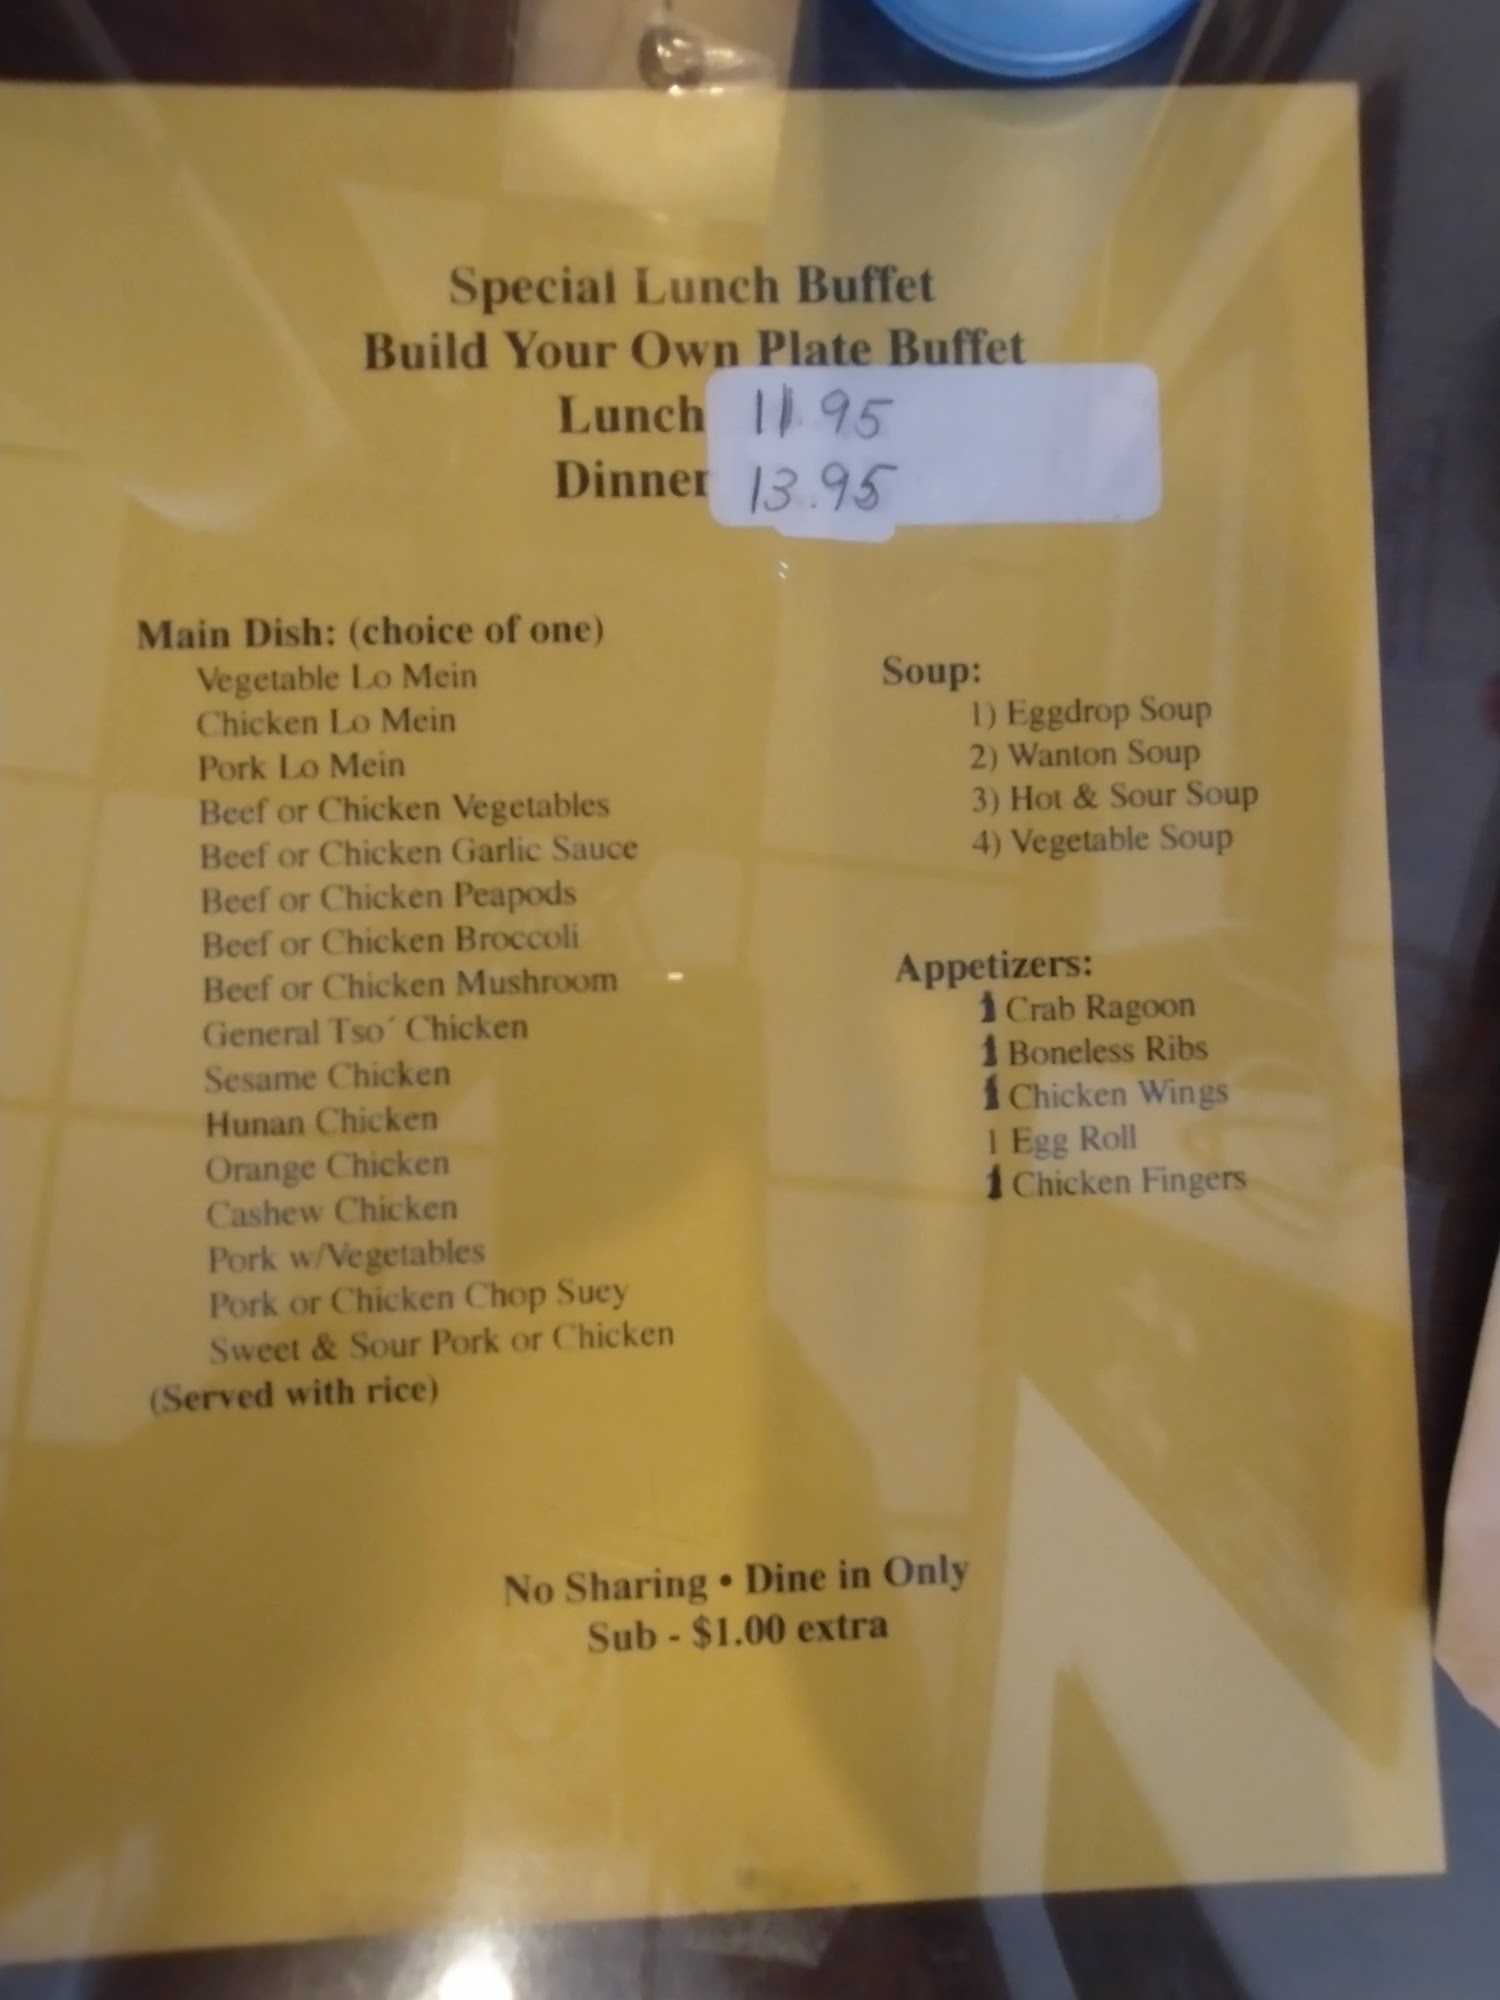 Special Lunch Buffet
Build Your Own Plate Buffet
Lunch 11.95
Dinner 13.95
Main Dish: (choice of one)
Vegetable Lo Mein
Chicken Lo Mein
Pork Lo Mein
Beef or Chicken Vegetables
Beef or Chicken Garlic Sauce
Beef or Chicken Peapods
Beef or Chicken Broccoli
Beef or Chicken Mushroom
General Tso´ Chicken
Sesame Chicken
Hunan Chicken
Orange Chicken
Cashew Chicken
Pork w/Vegetables
Pork or Chicken Chop Suey
Sweet & Sour Pork or Chicken
(Served with rice)
Soup:
1) Eggdrop Soup
2) Wanton Soup
3) Hot & Sour Soup
4) Vegetable Soup
Appetizers:
1 Crab Ragoon
1 Boneless Ribs
1 Chicken Wings
1 Egg Roll
1 Chicken Fingers
No Sharing • Dine in Only
Sub - $1.00 extra